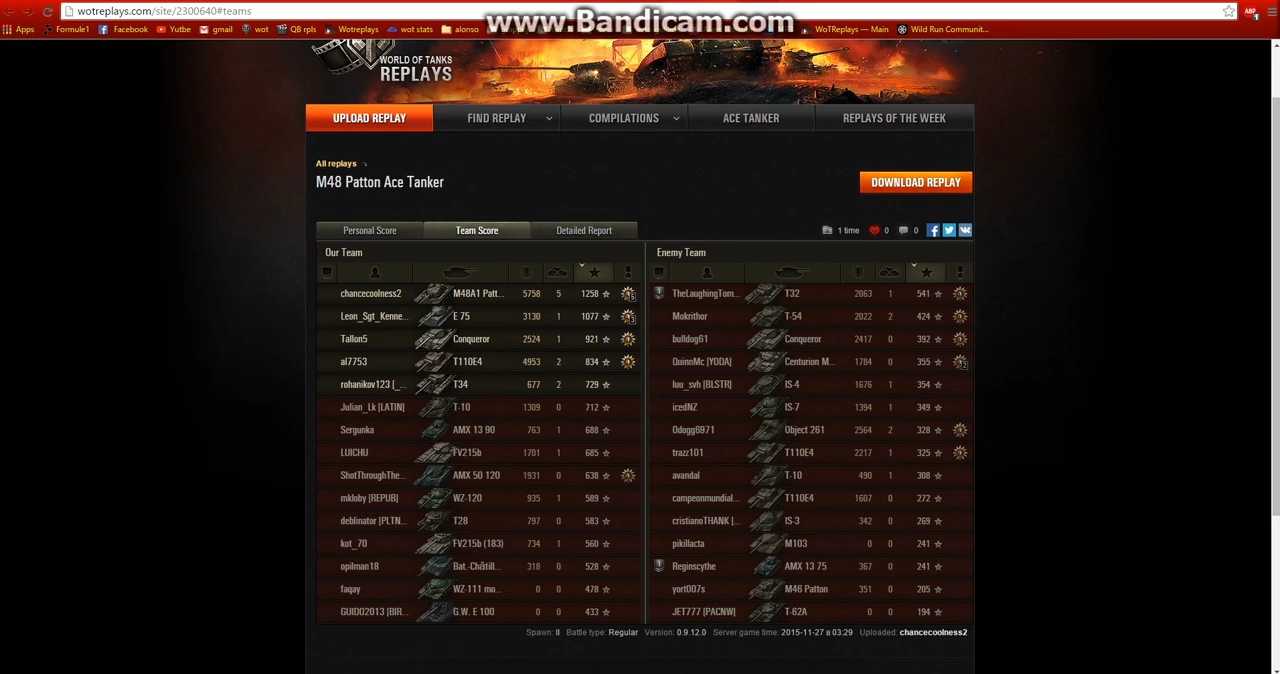 www.Bandicam.com
wotreplays.com/site/2300640#teams
Apps Formule1 Facebook Yutbe gmail wot QB rpls Wotreplays wot stats alonso WoTReplays — Main Wild Run Communit...
WORLD OF TANKS
REPLAYS
UPLOAD REPLAY FIND REPLAY COMPILATIONS ACE TANKER REPLAYS OF THE WEEK
All replays
M48 Patton Ace Tanker
DOWNLOAD REPLAY
Personal Score Team Score Detailed Report 1 time 0 0
Our Team Enemy Team
chancecoolness2 M48A1 Patt... 5758 5 1258 TheLaughingTom... T32 2063 1 541
Leon_Sgt_Kenne... E 75 3130 1 1077 Mokrithor T-54 2022 2 424
Tallon5 Conqueror 2524 1 921 bulldog61 Conqueror 2417 0 392
al7753 T110E4 4953 2 834 QuinnMc [YODA] Centurion M... 1784 0 355
rohanikov123 [_... T34 677 2 729 luu_svh [BLSTR] IS-4 1676 1 354
Julian_Lk [LATIN] T-10 1309 0 712 icedNZ IS-7 1394 1 349
Sergunka AMX 13 90 763 1 688 Odogg6971 Object 261 2564 2 328
LUICHU FV215b 1701 1 685 trazz101 T110E4 2217 1 325
ShotThroughThe... AMX 50 120 1931 0 638 avandal T-10 490 1 308
mkloby [REPUB] WZ-120 935 1 589 campeonmundial... T110E4 1607 0 272
deblinator [PLTN... T28 797 0 583 cristianoTHANK [... IS-3 342 0 269
kot_70 FV215b (183) 734 1 560 pikillacta M103 0 0 241
opilman18 Bat.-Châtill... 318 0 528 Reginscythe AMX 13 75 367 0 241
faqay WZ-111 mo... 0 0 478 yort007s M46 Patton 351 0 205
GUIDO2013 [BIR... G.W. E 100 0 0 433 JET777 [PACNW] T-62A 0 0 194
Spawn: II Battle type: Regular Version: 0.9.12.0 Server game time: 2015-11-27 в 03:29 Uploaded: chancecoolness2